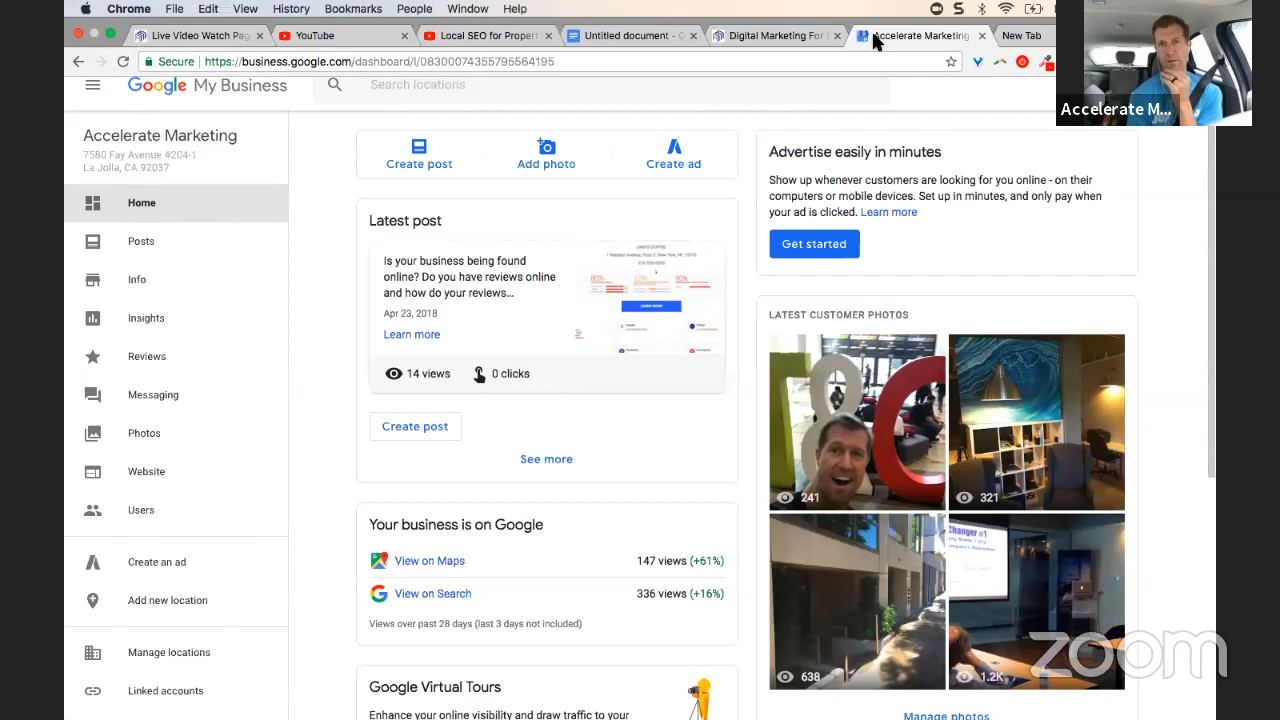 Chrome File Edit View History Bookmarks People Window Help
Live Video Watch Pag
YouTube
Local SEO for Propert
Untitled document - G
Digital Marketing For B
Accelerate Marketing
New Tab
Secure https://business.google.com/dashboard/l/08300074355795564195
Google My Business
Search locations
Accelerate M...
Accelerate Marketing
7580 Fay Avenue #204-1
La Jolla, CA 92037
Home
Posts
Info
Insights
Reviews
Messaging
Photos
Website
Users
Create an ad
Add new location
Manage locations
Linked accounts
Create post
Add photo
Create ad
Latest post
Is your business being found
online? Do you have reviews online
and how do your reviews...
Apr 23, 2018
Learn more
14 views
0 clicks
Create post
See more
Your business is on Google
View on Maps
147 views (+61%)
View on Search
336 views (+16%)
Views over past 28 days (last 3 days not included)
Google Virtual Tours
Enhance your online visibility and draw traffic to your
Advertise easily in minutes
Show up whenever customers are looking for you online - on their
computers or mobile devices. Set up in minutes, and only pay when
your ad is clicked. Learn more
Get started
LATEST CUSTOMER PHOTOS
241
321
Changer #1
638
1.2K
Manage photos
zoom